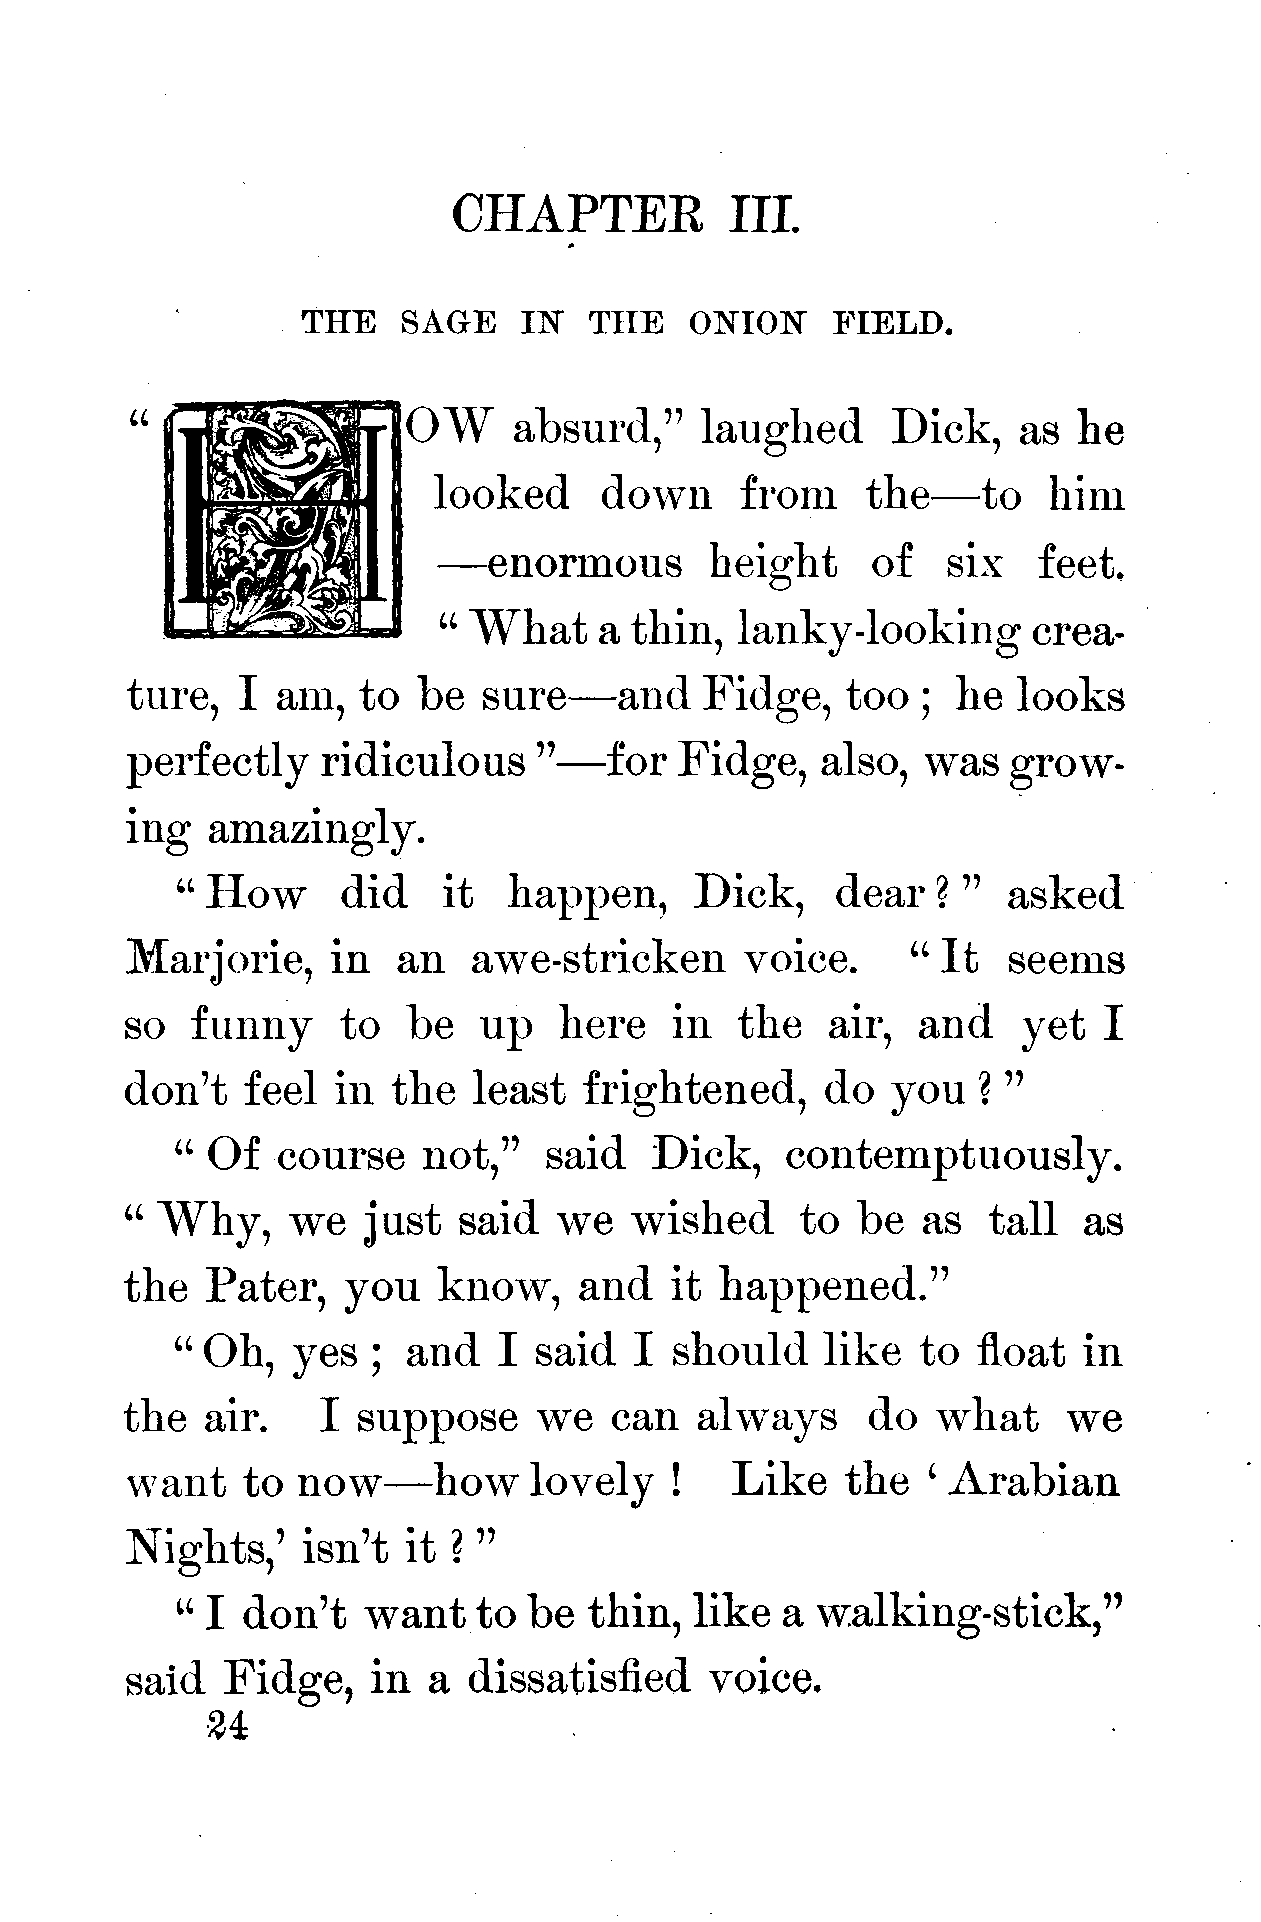 CHAPTER III.
THE SAGE IN THE ONION FIELD.
“HOW absurd,” laughed Dick, as he
looked down from the—to him
—enormous height of six feet.
“What a thin, lanky-looking crea-
ture, I am, to be sure—and Fidge, too; he looks
perfectly ridiculous”—for Fidge, also, was grow-
ing amazingly.
“How did it happen, Dick, dear?” asked
Marjorie, in an awe-stricken voice. “It seems
so funny to be up here in the air, and yet I
don’t feel in the least frightened, do you?”
“Of course not,” said Dick, contemptuously.
“Why, we just said we wished to be as tall as
the Pater, you know, and it happened.”
“Oh, yes; and I said I should like to float in
the air. I suppose we can always do what we
want to now—how lovely! Like the ‘Arabian
Nights,’ isn’t it?”
“I don’t want to be thin, like a walking-stick,”
said Fidge, in a dissatisfied voice.
24